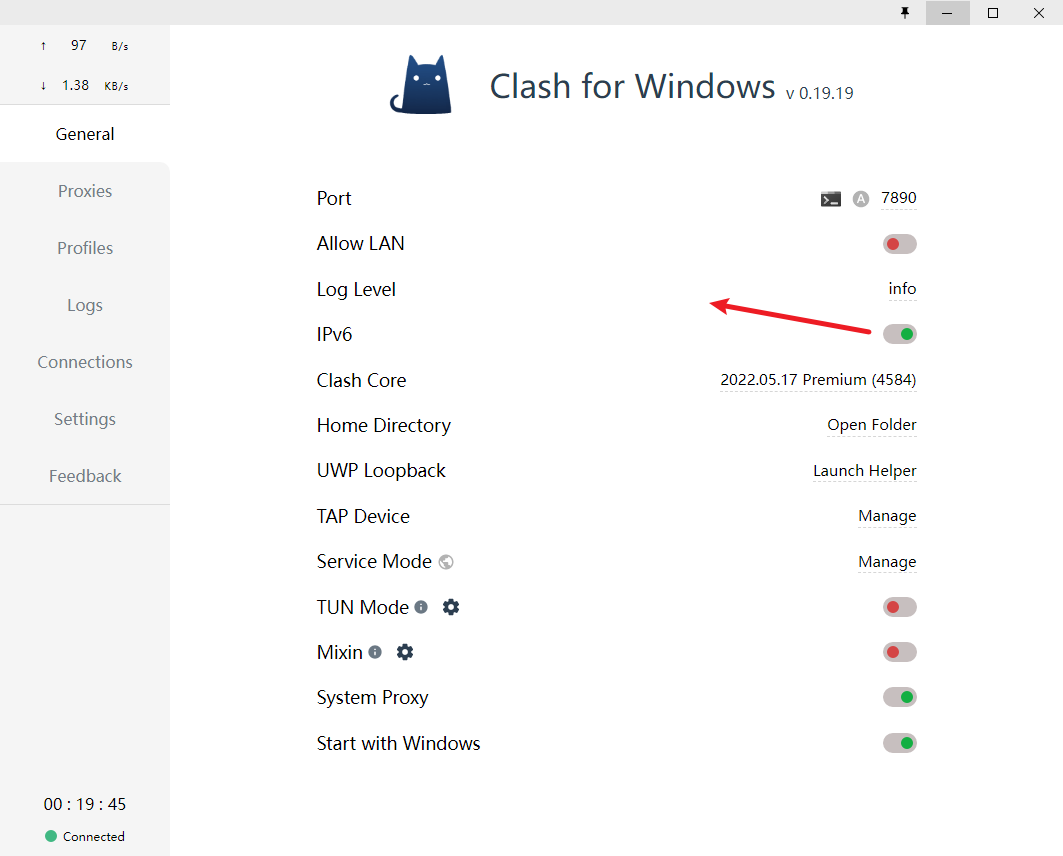 ↑ 97 B/s
↓ 1.38 KB/s
General
Proxies
Profiles
Logs
Connections
Settings
Feedback
00 : 19 : 45
Connected
Clash for Windows v 0.19.19
Port A 7890
Allow LAN
Log Level info
IPv6
Clash Core 2022.05.17 Premium (4584)
Home Directory Open Folder
UWP Loopback Launch Helper
TAP Device Manage
Service Mode Manage
TUN Mode
Mixin
System Proxy
Start with Windows